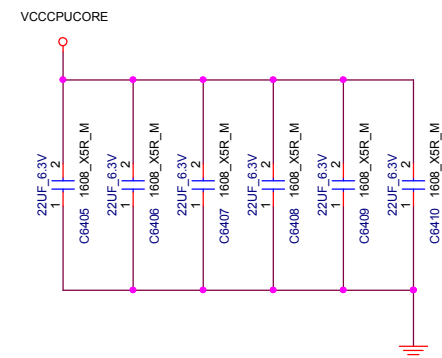 VCCCPUCORE
22UF_6.3V
1 2
C6405 1608_X5R_M
22UF_6.3V
1 2
C6406 1608_X5R_M
22UF_6.3V
1 2
C6407 1608_X5R_M
22UF_6.3V
1 2
C6408 1608_X5R_M
22UF_6.3V
1 2
C6409 1608_X5R_M
22UF_6.3V
1 2
C6410 1608_X5R_M